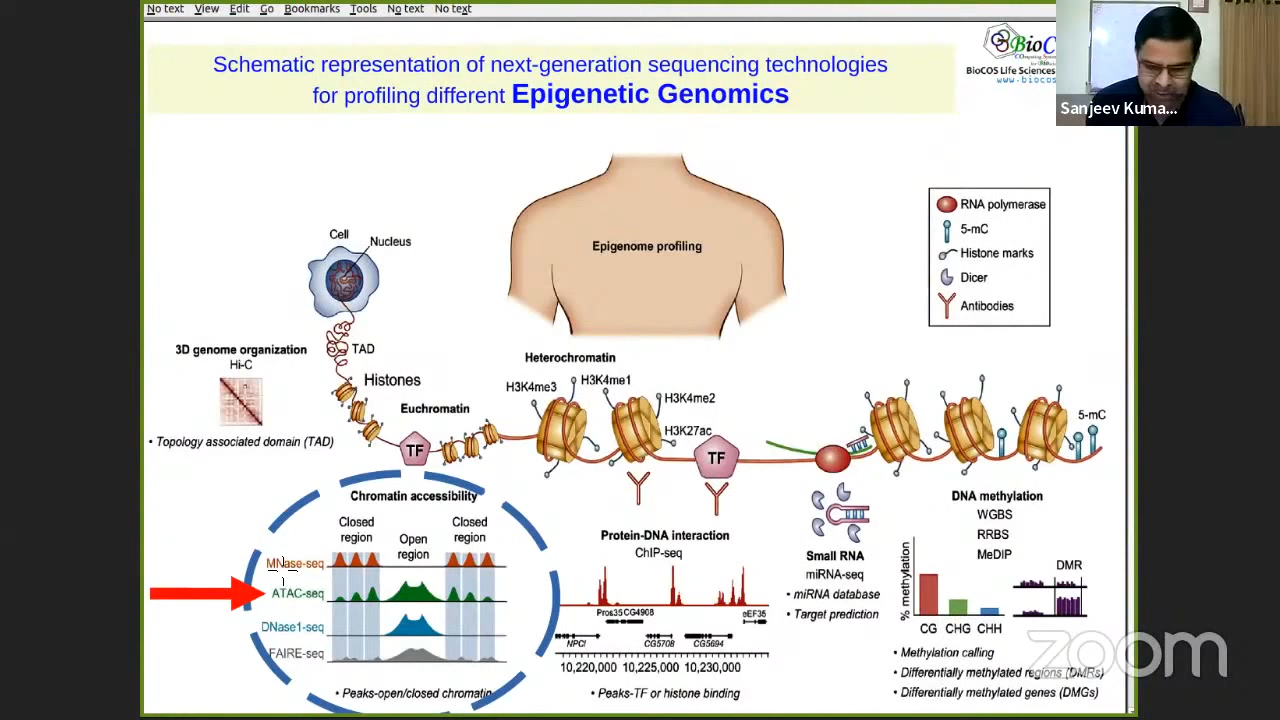 No text View Edit Go Bookmarks Tools No text No text
Schematic representation of next-generation sequencing technologies
for profiling different Epigenetic Genomics
BioCOS Life Sciences
Sanjeev Kuma...
Epigenome profiling
RNA polymerase
5-mC
Histone marks
Dicer
Antibodies
Cell
Nucleus
TAD
3D genome organization
Hi-C
Topology associated domain (TAD)
Histones
Euchromatin
TF
Heterochromatin
H3K4me3
H3K4me1
H3K4me2
H3K27ac
TF
5-mC
Chromatin accessibility
Closed
region
Open
region
Closed
region
MNase-seq
ATAC-seq
DNase1-seq
FAIRE-seq
• Peaks-open/closed chromatin
Protein-DNA interaction
ChIP-seq
Pros35 CG4908 eEF35
NPCI CG5708 CG5694
10,220,000 10,225,000 10,230,000
• Peaks-TF or histone binding
Small RNA
miRNA-seq
• miRNA database
• Target prediction
DNA methylation
WGBS
RRBS
MeDIP
% methylation
CG CHG CHH
DMR
• Methylation calling
• Differentially methylated regions (DMRs)
• Differentially methylated genes (DMGs)
zoom